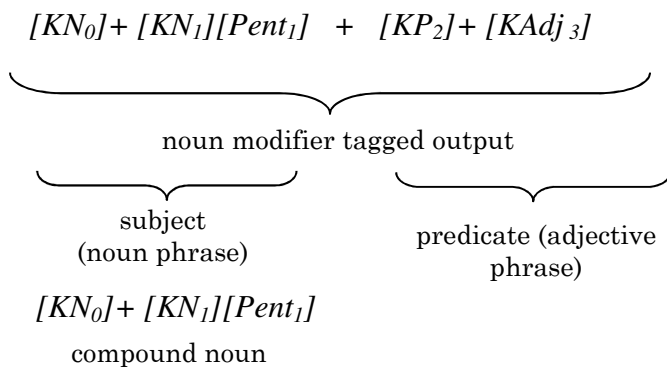 [KN₀]+ [KN₁][Pent₁] + [KP₂]+ [KAdj ₃]
noun modifier tagged output
subject
(noun phrase)
predicate (adjective
phrase)
[KN₀]+ [KN₁][Pent₁]
compound noun